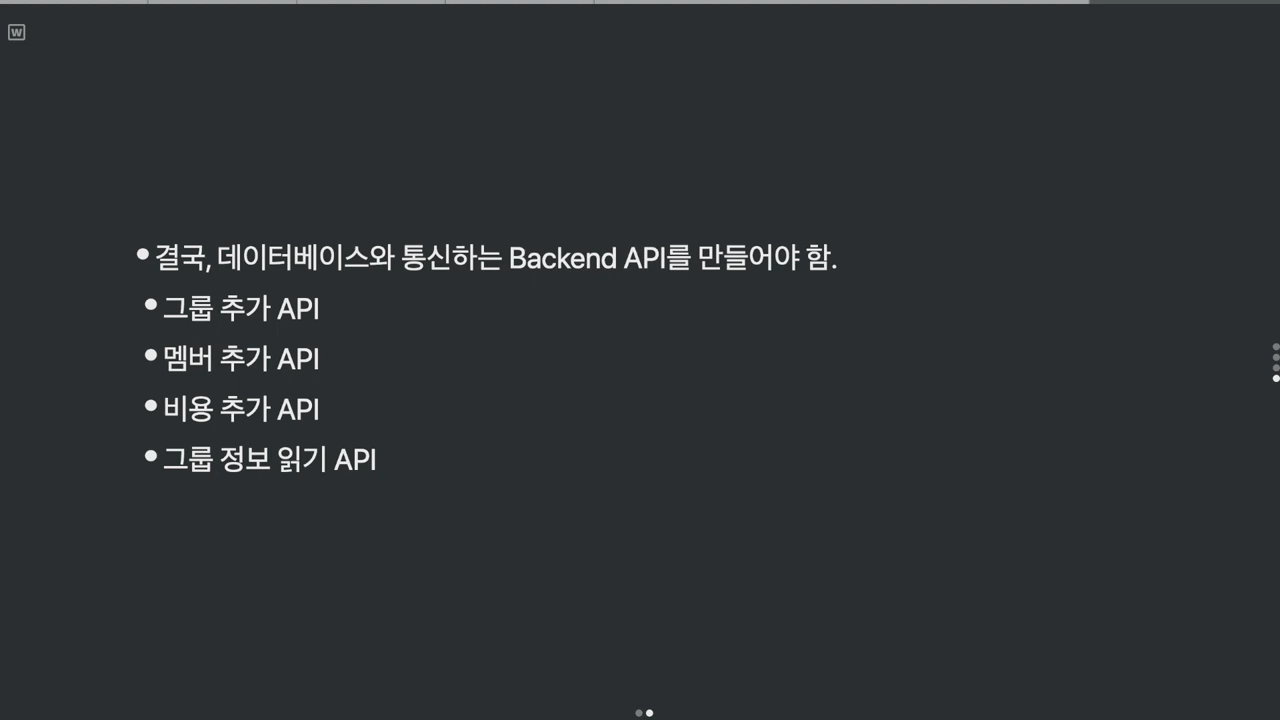 W
• 결국, 데이터베이스와 통신하는 Backend API를 만들어야 함.
• 그룹 추가 API
• 멤버 추가 API
• 비용 추가 API
• 그룹 정보 읽기 API